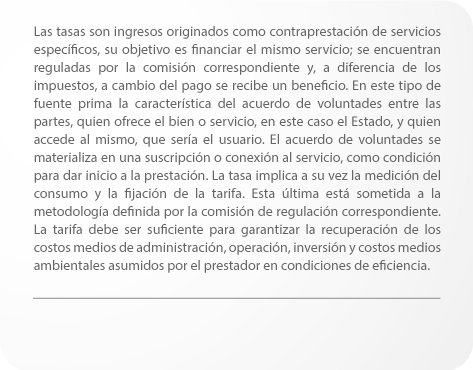 Las tasas son ingresos originados como contraprestación de servicios
específicos, su objetivo es financiar el mismo servicio; se encuentran
reguladas por la comisión correspondiente y, a diferencia de los
impuestos, a cambio del pago se recibe un beneficio. En este tipo de
fuente prima la característica del acuerdo de voluntades entre las
partes, quien ofrece el bien o servicio, en este caso el Estado, y quien
accede al mismo, que sería el usuario. El acuerdo de voluntades se
materializa en una suscripción o conexión al servicio, como condición
para dar inicio a la prestación. La tasa implica a su vez la medición del
consumo y la fijación de la tarifa. Esta última está sometida a la
metodología definida por la comisión de regulación correspondiente.
La tarifa debe ser suficiente para garantizar la recuperación de los
costos medios de administración, operación, inversión y costos medios
ambientales asumidos por el prestador en condiciones de eficiencia.